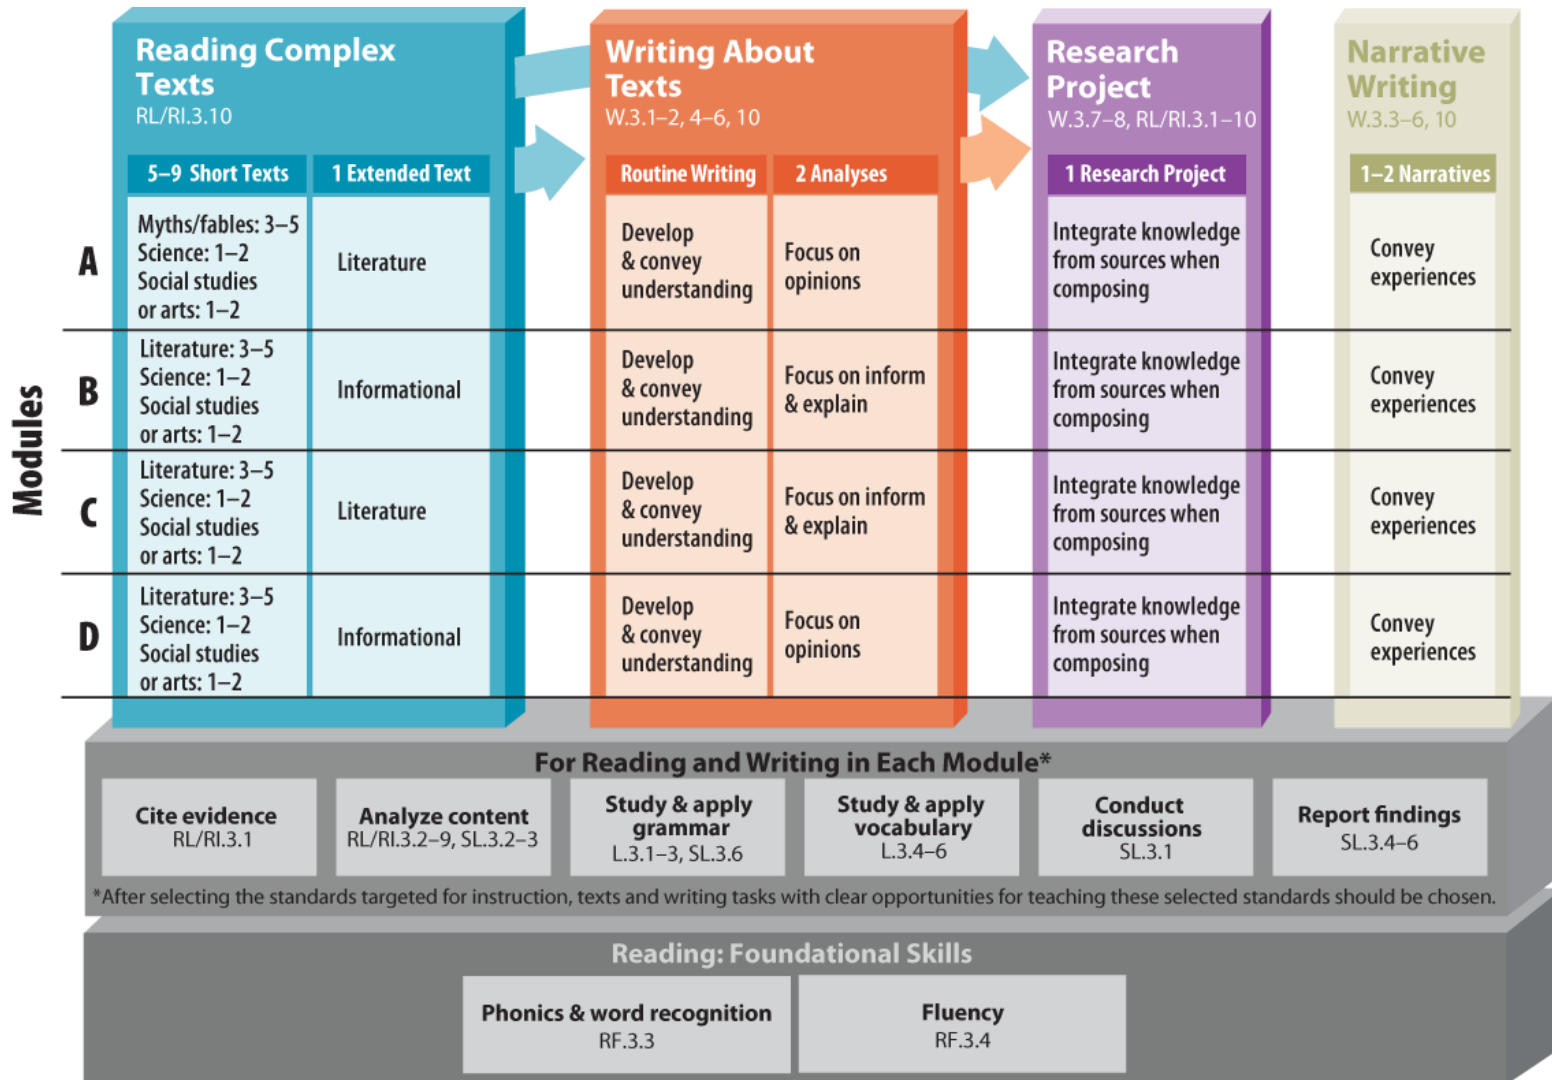 Reading Complex
Texts
RL/RI.3.10
5–9 Short Texts
1 Extended Text
Writing About
Texts
W.3.1–2, 4–6, 10
Routine Writing
2 Analyses
Research
Project
W.3.7–8, RL/RI.3.1–10
1 Research Project
Narrative
Writing
W.3.3–6, 10
1–2 Narratives
Modules
A
Myths/fables: 3–5
Science: 1–2
Social studies
or arts: 1–2
Literature
Develop
& convey
understanding
Focus on
opinions
Integrate knowledge
from sources when
composing
Convey
experiences
B
Literature: 3–5
Science: 1–2
Social studies
or arts: 1–2
Informational
Develop
& convey
understanding
Focus on inform
& explain
Integrate knowledge
from sources when
composing
Convey
experiences
C
Literature: 3–5
Science: 1–2
Social studies
or arts: 1–2
Literature
Develop
& convey
understanding
Focus on inform
& explain
Integrate knowledge
from sources when
composing
Convey
experiences
D
Literature: 3–5
Science: 1–2
Social studies
or arts: 1–2
Informational
Develop
& convey
understanding
Focus on
opinions
Integrate knowledge
from sources when
composing
Convey
experiences
For Reading and Writing in Each Module*
Cite evidence
RL/RI.3.1
Analyze content
RL/RI.3.2–9, SL.3.2–3
Study & apply
grammar
L.3.1–3, SL.3.6
Study & apply
vocabulary
L.3.4–6
Conduct
discussions
SL.3.1
Report findings
SL.3.4–6
*After selecting the standards targeted for instruction, texts and writing tasks with clear opportunities for teaching these selected standards should be chosen.
Reading: Foundational Skills
Phonics & word recognition
RF.3.3
Fluency
RF.3.4